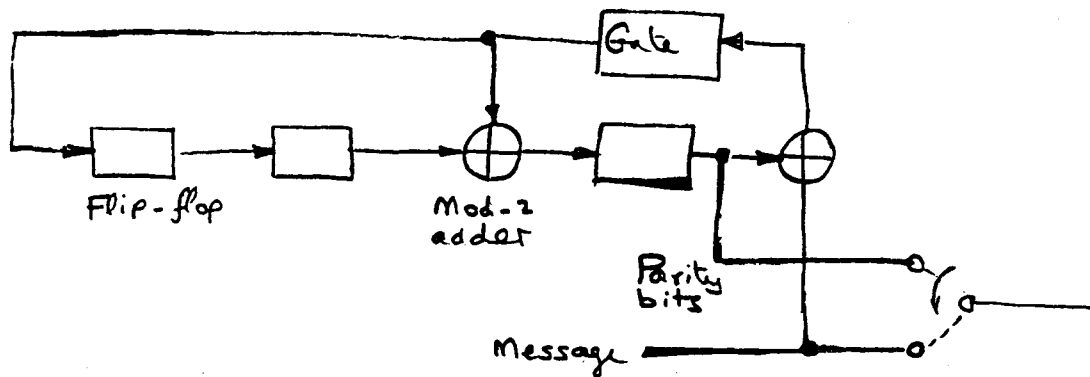 Gate
Flip-flop
Mod-2
adder
Parity
bits
Message